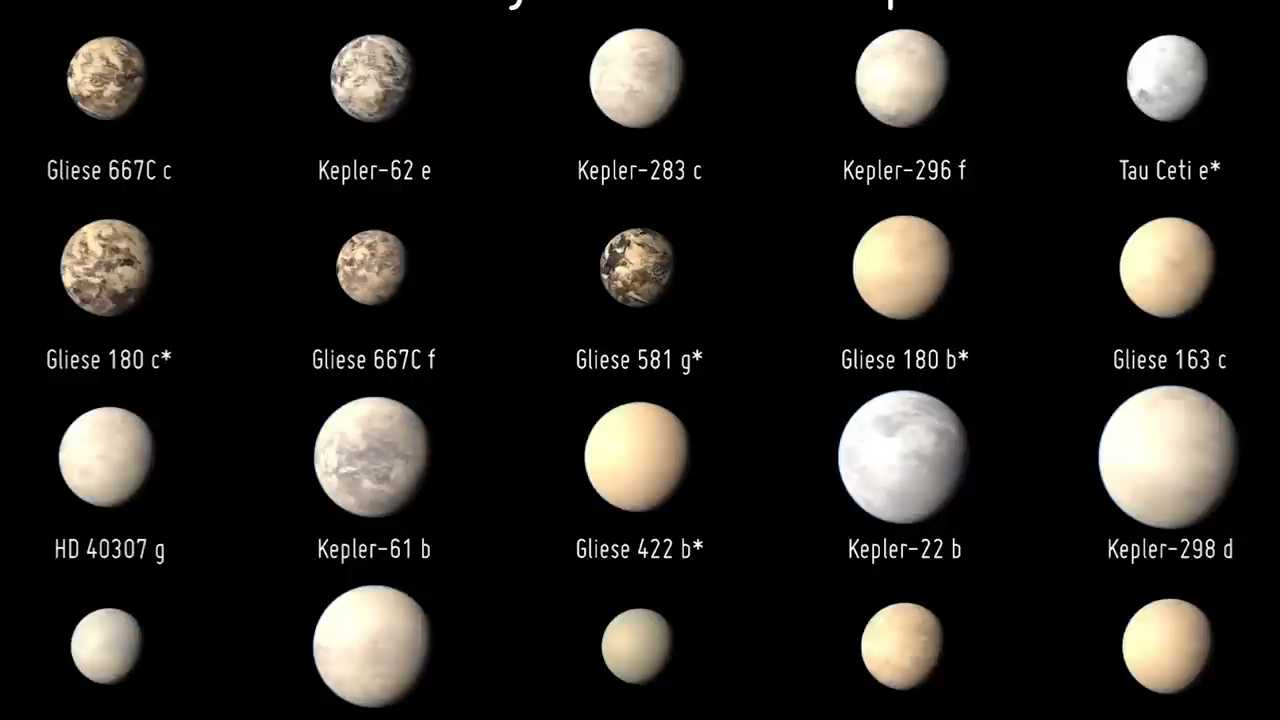 Gliese 667C c
Kepler-62 e
Kepler-283 c
Kepler-296 f
Tau Ceti e*
Gliese 180 c*
Gliese 667C f
Gliese 581 g*
Gliese 180 b*
Gliese 163 c
HD 40307 g
Kepler-61 b
Gliese 422 b*
Kepler-22 b
Kepler-298 d